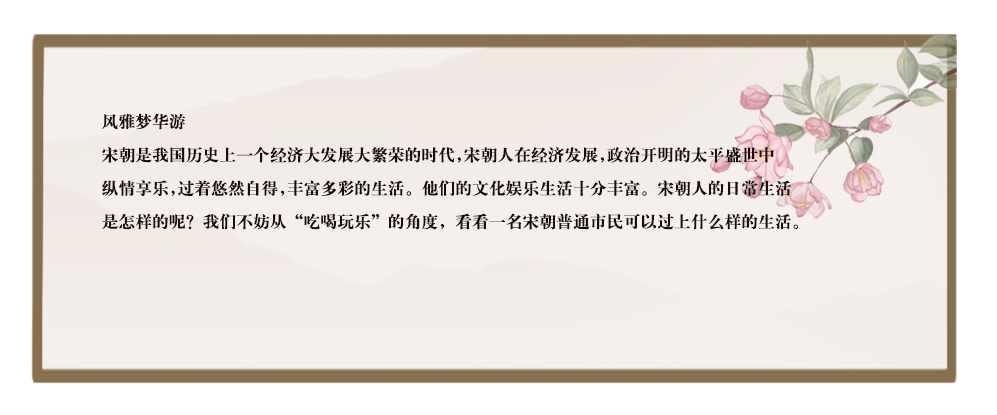 风雅梦华游
宋朝是我国历史上一个经济大发展大繁荣的时代,宋朝人在经济发展,政治开明的太平盛世中
纵情享乐,过着悠然自得,丰富多彩的生活。他们的文化娱乐生活十分丰富。宋朝人的日常生活
是怎样的呢？我们不妨从“吃喝玩乐”的角度，看看一名宋朝普通市民可以过上什么样的生活。